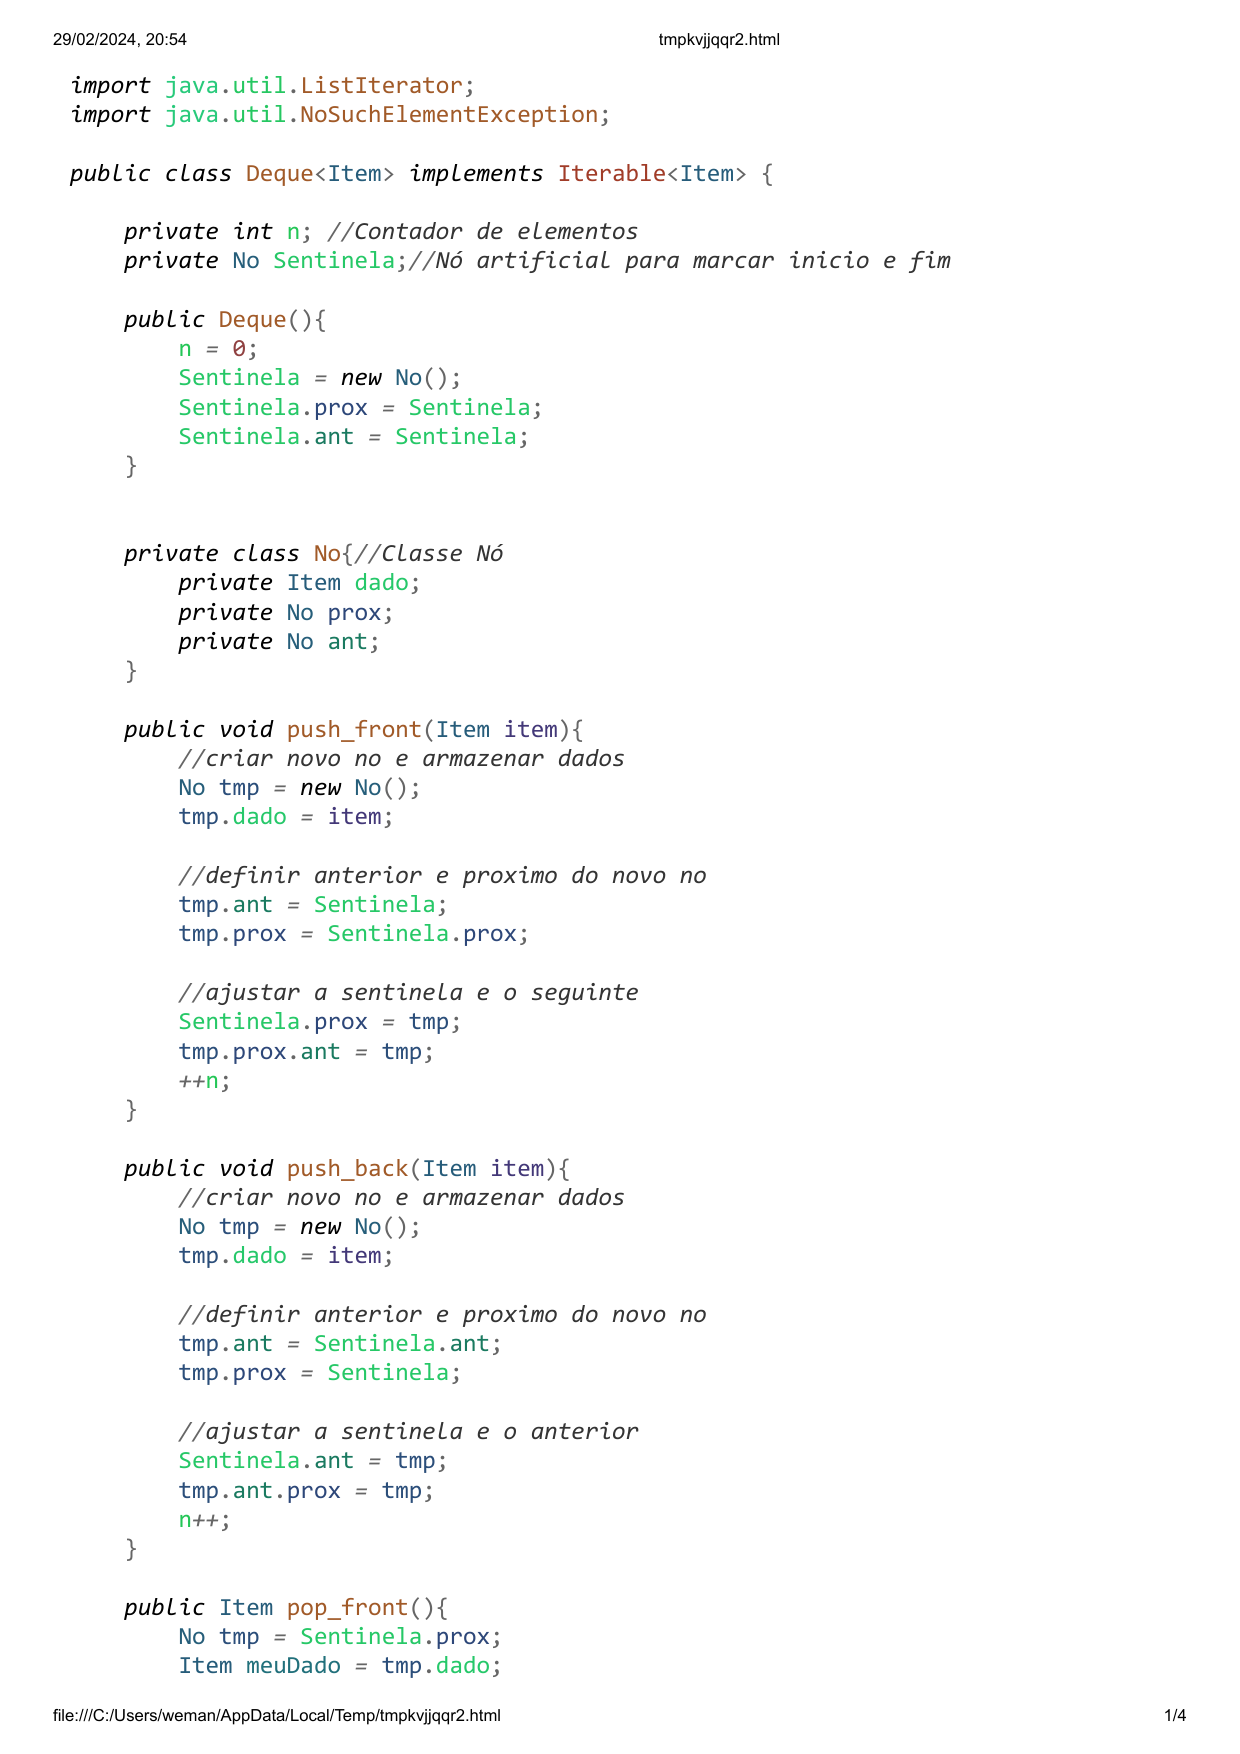 29/02/2024, 20:54 tmpkvjjqqr2.html
import java.util.ListIterator;
import java.util.NoSuchElementException;
public class Deque<Item> implements Iterable<Item> {
private int n; //Contador de elementos
private No Sentinela;//Nó artificial para marcar inicio e fim
public Deque(){
n = 0;
Sentinela = new No();
Sentinela.prox = Sentinela;
Sentinela.ant = Sentinela;
}
private class No{//Classe Nó
private Item dado;
private No prox;
private No ant;
}
public void push_front(Item item){
//criar novo no e armazenar dados
No tmp = new No();
tmp.dado = item;
//definir anterior e proximo do novo no
tmp.ant = Sentinela;
tmp.prox = Sentinela.prox;
//ajustar a sentinela e o seguinte
Sentinela.prox = tmp;
tmp.prox.ant = tmp;
++n;
}
public void push_back(Item item){
//criar novo no e armazenar dados
No tmp = new No();
tmp.dado = item;
//definir anterior e proximo do novo no
tmp.ant = Sentinela.ant;
tmp.prox = Sentinela;
//ajustar a sentinela e o anterior
Sentinela.ant = tmp;
tmp.ant.prox = tmp;
n++;
}
public Item pop_front(){
No tmp = Sentinela.prox;
Item meuDado = tmp.dado;
file:///C:/Users/weman/AppData/Local/Temp/tmpkvjjqqr2.html 1/4